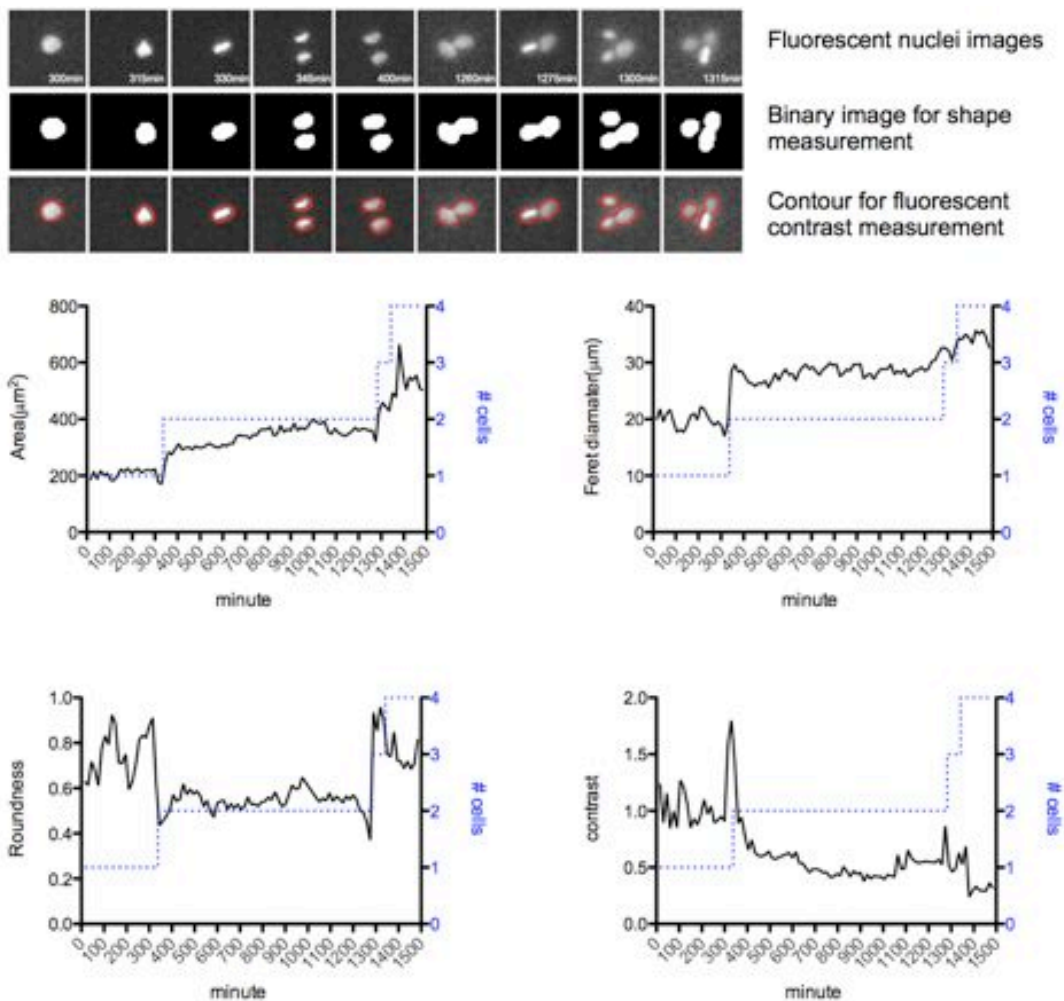 300min 315min 330min 345min 400min 1260min 1275min 1300min 1315min
Fluorescent nuclei images
Binary image for shape
measurement
Contour for fluorescent
contrast measurement
Area(μm²)
800
600
400
200
0
4
3
2
1
0
# cells
0 100 200 300 400 500 600 700 800 900 1000 1100 1200 1300 1400 1500
minute
Feret diamater(μm)
40
30
20
10
0
4
3
2
1
0
# cells
0 100 200 300 400 500 600 700 800 900 1000 1100 1200 1300 1400 1500
minute
Roundness
1.0
0.8
0.6
0.4
0.2
0.0
4
3
2
1
0
# cells
0 100 200 300 400 500 600 700 800 900 1000 1100 1200 1300 1400 1500
minute
contrast
2.0
1.5
1.0
0.5
0.0
4
3
2
1
0
# cells
0 100 200 300 400 500 600 700 800 900 1000 1100 1200 1300 1400 1500
minute